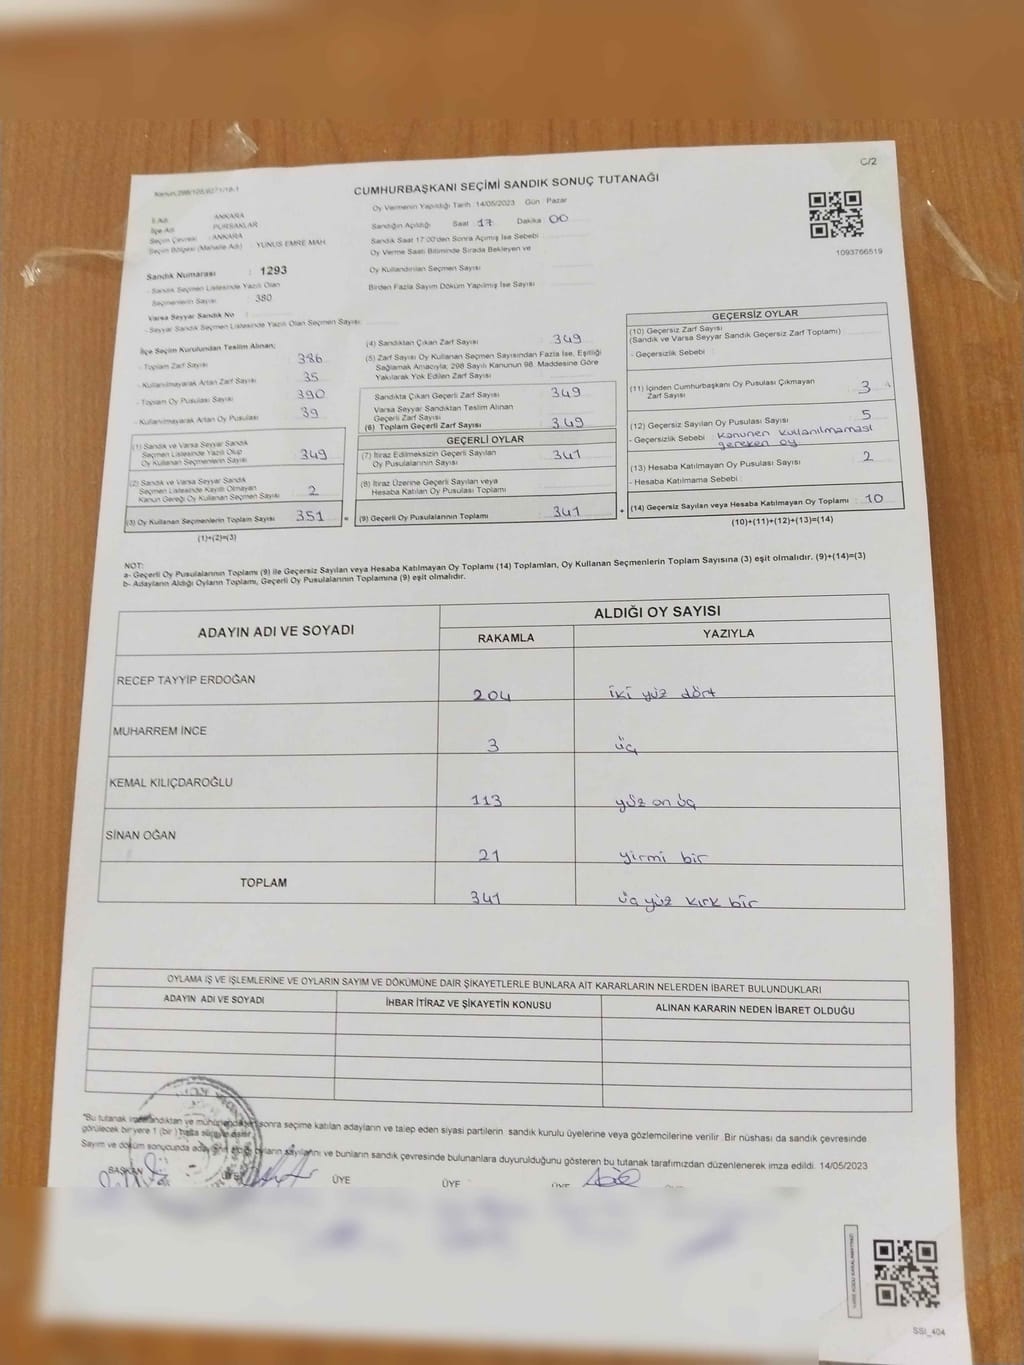 C/2
Kanun:298/105,6271/18-1
CUMHURBAŞKANI SEÇİMİ SANDIK SONUÇ TUTANAĞI
İl Adı : ANKARA
İlçe Adı : PURSAKLAR
Seçim Çevresi : ANKARA
Seçim Bölgesi (Mahalle Adı) : YUNUS EMRE MAH.
Sandık Numarası : 1293
- Sandık Seçmen Listesinde Yazılı Olan
Seçmenlerin Sayısı : 380
Varsa Seyyar Sandık No :
- Seyyar Sandık Seçmen Listesinde Yazılı Olan Seçmen Sayısı:
Oy Vermenin Yapıldığı Tarih : 14/05/2023 Gün : Pazar
Sandığın Açıldığı Saat : 17 Dakika : 00
Sandık Saat 17:00'den Sonra Açmış İse Sebebi :
Oy Verme Saati Bitiminde Sırada Bekleyen ve
Oy Kullandırılan Seçmen Sayısı :
Birden Fazla Sayım Döküm Yapılmış İse Sayısı :
1093766519
İlçe Seçim Kurulundan Teslim Alınan;
- Toplam Zarf Sayısı : 386
- Kullanılmayarak Artan Zarf Sayısı : 35
- Toplam Oy Pusulası Sayısı : 390
- Kullanılmayarak Artan Oy Pusulası : 39
(1) Sandık ve Varsa Seyyar Sandık
Seçmen Listesinde Yazılı Olup
Oy Kullanan Seçmenlerin Sayısı : 349
(2) Sandık ve Varsa Seyyar Sandık
Seçmen Listesinde Kayıtlı Olmayan
Kanun Gereği Oy Kullanan Seçmen Sayısı : 2
(3) Oy Kullanan Seçmenlerin Toplam Sayısı : 351
(1)+(2)=(3)
(4) Sandıktan Çıkan Zarf Sayısı : 349
(5) Zarf Sayısı Oy Kullanan Seçmen Sayısından Fazla İse, Eşitliği
Sağlamak Amacıyla; 298 Sayılı Kanunun 98. Maddesine Göre
Yakılarak Yok Edilen Zarf Sayısı :
Sandıkta Çıkan Geçerli Zarf Sayısı : 349
Varsa Seyyar Sandıktan Teslim Alınan
Geçerli Zarf Sayısı :
(6) Toplam Geçerli Zarf Sayısı : 349
GEÇERLİ OYLAR
(7) İtiraz Edilmeksizin Geçerli Sayılan
Oy Pusulalarının Sayısı : 341
(8) İtiraz Üzerine Geçerli Sayılan veya
Hesaba Katılan Oy Pusulası Toplamı :
= (9) Geçerli Oy Pusulalarının Toplamı : 341
GEÇERSİZ OYLAR
(10) Geçersiz Zarf Sayısı
(Sandık ve Varsa Seyyar Sandık Geçersiz Zarf Toplamı) :
- Geçersizlik Sebebi :
(11) İçinden Cumhurbaşkanı Oy Pusulası Çıkmayan
Zarf Sayısı : 3
(12) Geçersiz Sayılan Oy Pusulası Sayısı : 5
- Geçersizlik Sebebi : Kanunen kullanılmaması
gereken oy
(13) Hesaba Katılmayan Oy Pusulası Sayısı : 2
- Hesaba Katılmama Sebebi :
+ (14) Geçersiz Sayılan veya Hesaba Katılmayan Oy Toplamı : 10
(10)+(11)+(12)+(13)=(14)
NOT:
a- Geçerli Oy Pusulalarının Toplamı (9) ile Geçersiz Sayılan veya Hesaba Katılmayan Oy Toplamı (14) Toplamları, Oy Kullanan Seçmenlerin Toplam Sayısına (3) eşit olmalıdır. (9)+(14)=(3)
b- Adayların Aldığı Oyların Toplamı, Geçerli Oy Pusulalarının Toplamına (9) eşit olmalıdır.
ADAYIN ADI VE SOYADI
ALDIĞI OY SAYISI
RAKAMLA YAZIYLA
RECEP TAYYİP ERDOĞAN 204 iki yüz dört
MUHARREM İNCE 3 üç
KEMAL KILIÇDAROĞLU 113 yüz on üç
SİNAN OĞAN 21 yirmi bir
TOPLAM 341 üç yüz kırk bir
OYLAMA İŞ VE İŞLEMLERİNE VE OYLARIN SAYIM VE DÖKÜMÜNE DAİR ŞİKAYETLERLE BUNLARA AİT KARARLARIN NELERDEN İBARET BULUNDUKLARI
ADAYIN ADI VE SOYADI İHBAR İTİRAZ VE ŞİKAYETİN KONUSU ALINAN KARARIN NEDEN İBARET OLDUĞU
"Bu tutanak imzalandıktan ve mühürlendikten sonra seçime katılan adayların ve talep eden siyasi partilerin sandık kurulu üyelerine veya gözlemcilerine verilir. Bir nüshası da sandık çevresinde
görülecek bir yere 1 (bir) hafta süreyle asılır.
Sayım ve döküm sonucunda adayların aldığı oyların sayılarını ve bunların sandık çevresinde bulunanlara duyurulduğunu gösteren bu tutanak tarafımızdan düzenlenerek imza edildi. 14/05/2023
BAŞKAN ÜYE ÜYE ÜYE ÜYE
SSI_404